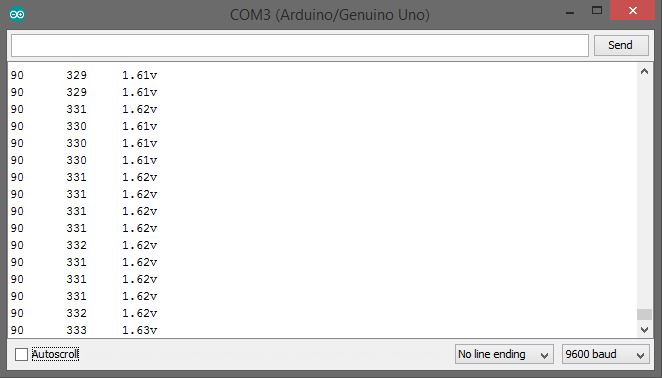 COM3 (Arduino/Genuino Uno)
Send
90 329 1.61v
90 329 1.61v
90 331 1.62v
90 330 1.61v
90 330 1.61v
90 330 1.61v
90 331 1.62v
90 331 1.62v
90 331 1.62v
90 331 1.62v
90 332 1.62v
90 331 1.62v
90 331 1.62v
90 331 1.62v
90 332 1.62v
90 333 1.63v
Autoscroll No line ending 9600 baud